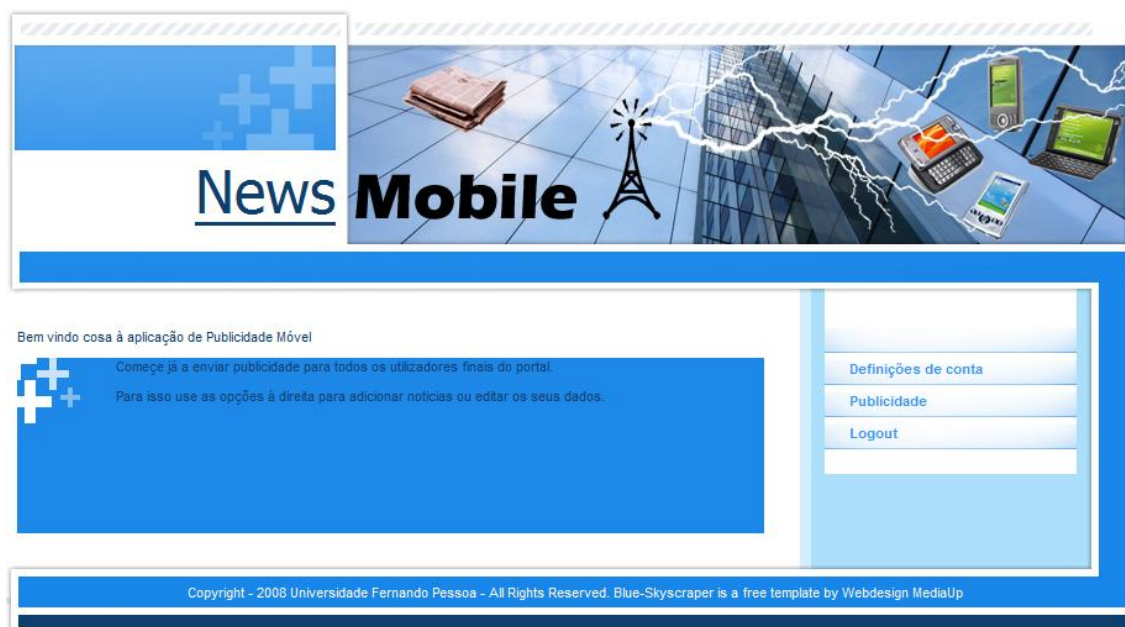 News Mobile
Bem vindo cosa à aplicação de Publicidade Móvel
Começe já a enviar publicidade para todos os utilizadores finais do portal.
Para isso use as opções à direita para adicionar noticias ou editar os seus dados.
Definições de conta
Publicidade
Logout
Copyright - 2008 Universidade Fernando Pessoa - All Rights Reserved. Blue-Skyscraper is a free template by Webdesign MediaUp